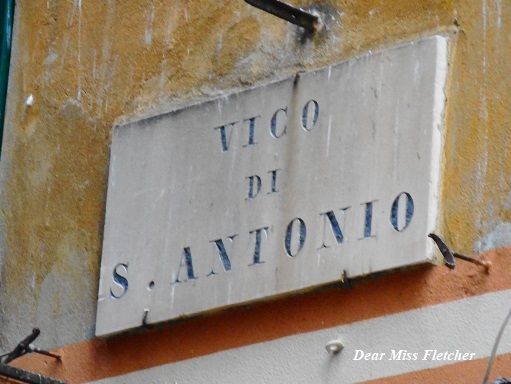 VICO
DI
S. ANTONIO
Dear Miss Fletcher